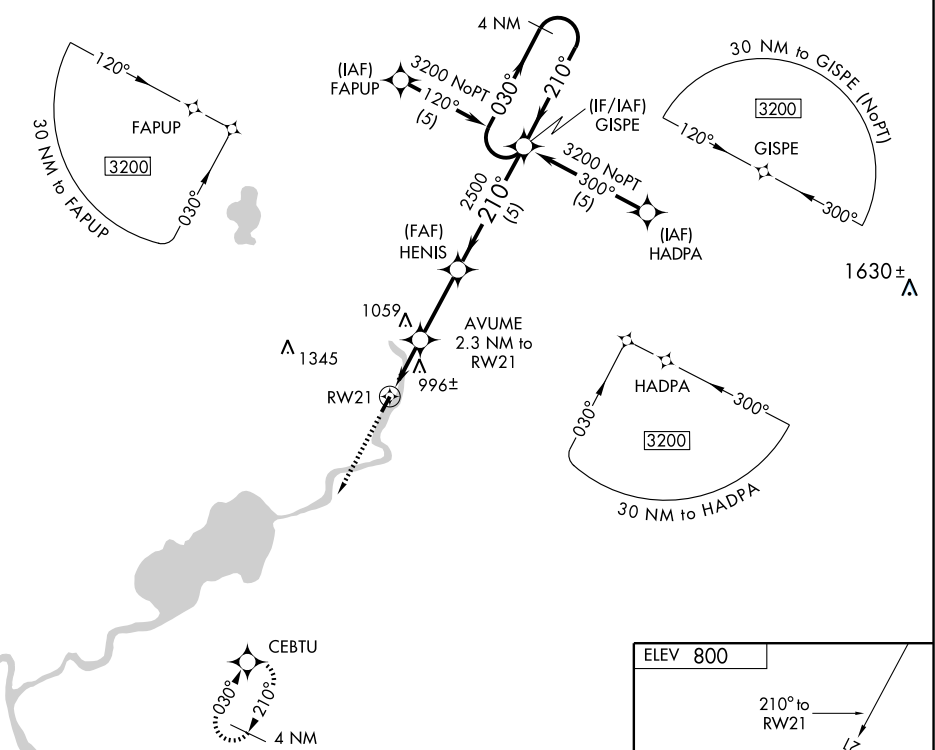 4 NM
030°
210°
(IAF)
FAPUP
3200 NoPT
120°
(5)
(IF/IAF)
GISPE
3200 NoPT
300°
(5)
(IAF)
HADPA
2500
210°
(5)
(FAF)
HENIS
1059
AVUME
2.3 NM to
RW21
1345
996±
RW21
120°
FAPUP
3200
030°
30 NM to FAPUP
30 NM to GISPE (NoPT)
3200
120°
GISPE
300°
1630±
HADPA
030°
300°
3200
30 NM to HADPA
CEBTU
030°
210°
4 NM
ELEV 800
210° to
RW21
21